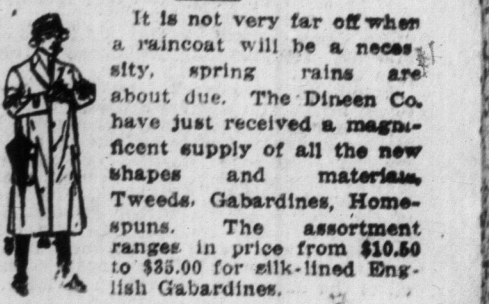 It is not very far off when
a raincoat will be a neces-
sity, spring rains are
about due. The Dineen Co.
have just received a magni-
ficent supply of all the new
shapes and materials,
Tweeds, Gabardines, Home-
spuns. The assortment
ranges in price from $10.50
to $35.00 for silk-lined Eng-
lish Gabardines.